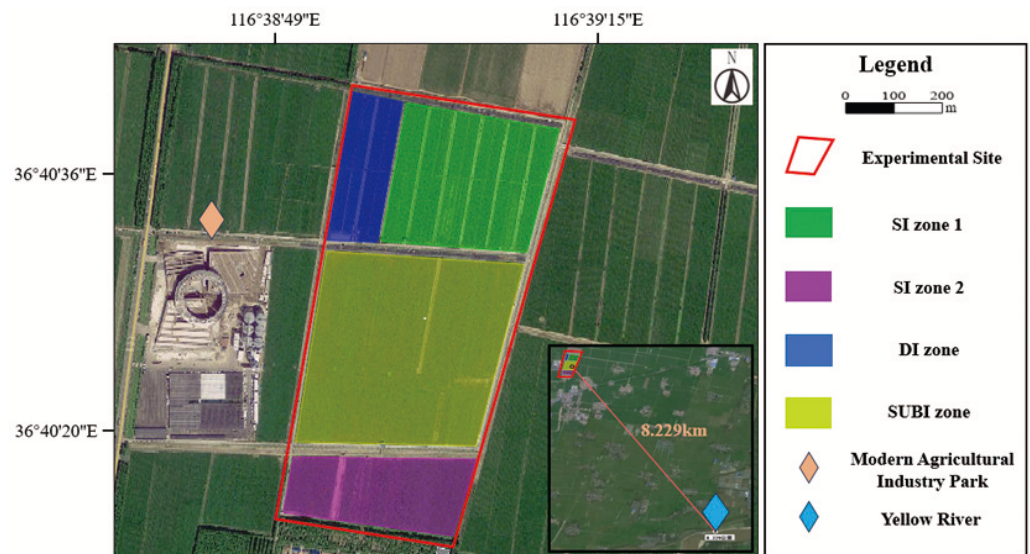 116°38'49"E
116°39'15"E
N
36°40'36"E
36°40'20"E
8.229km
Legend
0 100 200
m
Experimental Site
SI zone 1
SI zone 2
DI zone
SUBI zone
Modern Agricultural
Industry Park
Yellow River